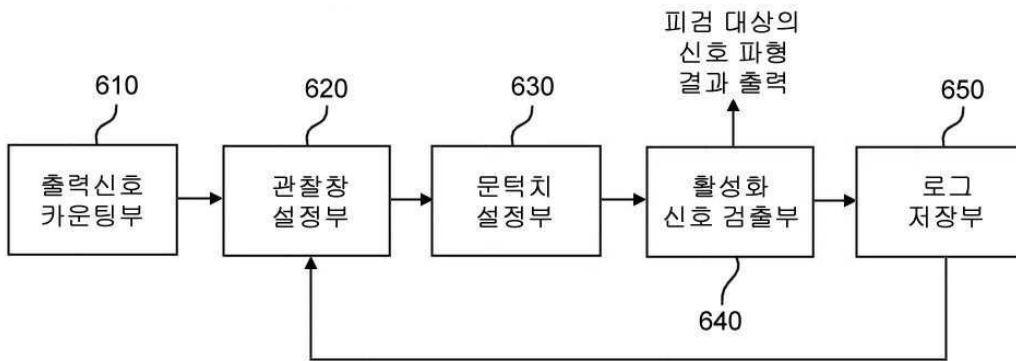 피검 대상의
신호 파형
결과 출력
610
620
630
650
출력신호
카운팅부
관찰창
설정부
문턱치
설정부
활성화
신호 검출부
로그
저장부
640